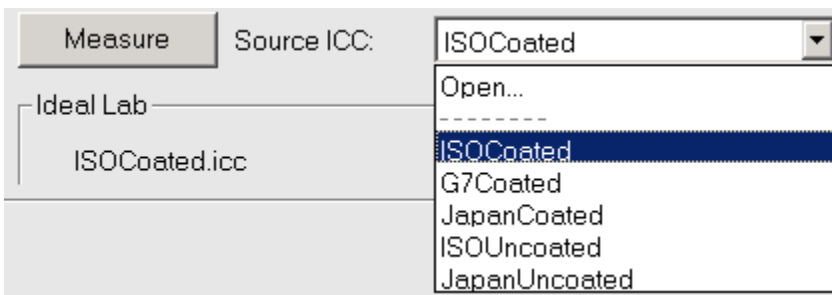 Measure
Source ICC:
ISOCoated
Open...
--------
Ideal Lab
ISOCoated.icc
ISOCoated
G7Coated
JapanCoated
ISOUncoated
JapanUncoated